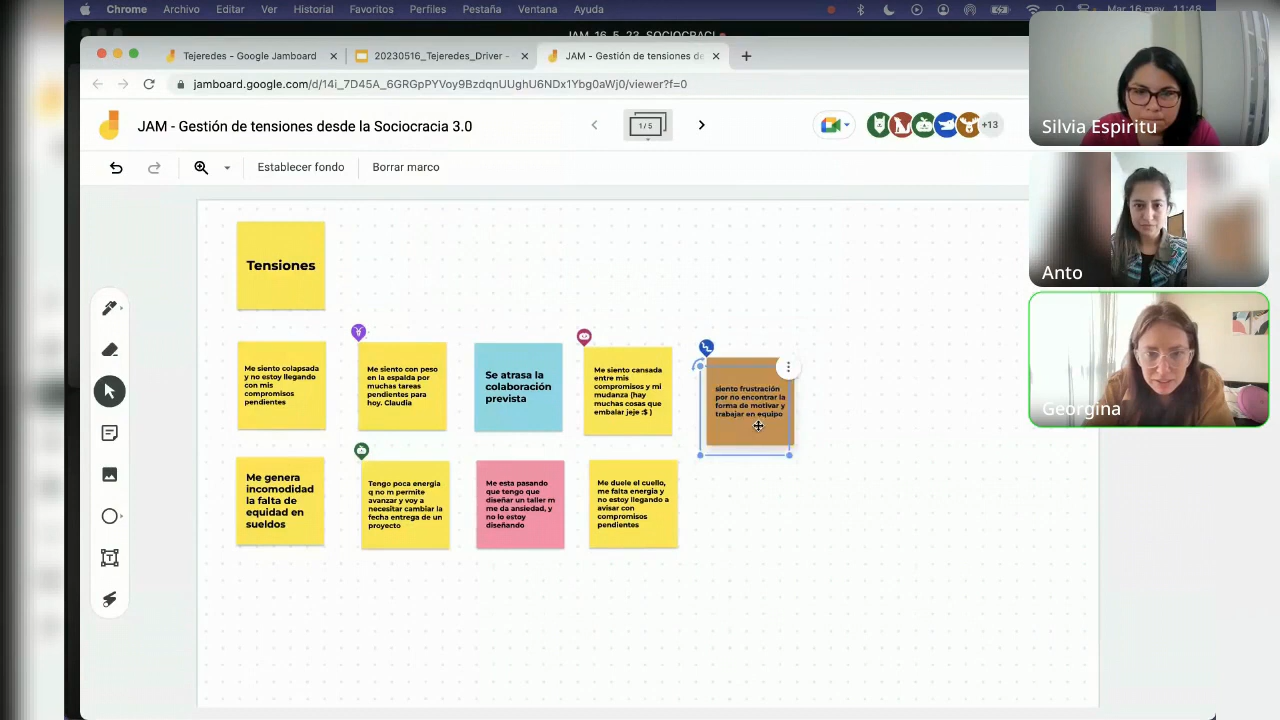 Chrome
Archivo
Editar
Ver
Historial
Favoritos
Perfiles
Pestaña
Ventana
Ayuda
Mar 16 may 11:48
JAM_16_5_23_SOCIOCRACI
Tejeredes - Google Jamboard
20230516_Tejeredes_Driver -
JAM - Gestión de tensiones de
jamboard.google.com/d/14i_7D45A_6GRGpPYVoy9BzdqnUUghU6NDx1Ybg0aWj0/viewer?f=0
JAM - Gestión de tensiones desde la Sociocracia 3.0
1/5
+13
Establecer fondo
Borrar marco
Tensiones
Me siento colapsada
y no estoy llegando
con mis
compromisos
pendientes
Me siento con peso
en la espalda por
muchas tareas
pendientes para
hoy. Claudia
Se atrasa la
colaboración
prevista
Me siento cansada
entre mis
compromisos y mi
mudanza (hay
muchas cosas que
embalar jeje :$ )
siento frustración
por no encontrar la
forma de motivar y
trabajar en equipo
Me genera
incomodidad
la falta de
equidad en
sueldos
Tengo poca energia
q no m permite
avanzar y voy a
necesitar cambiar la
fecha entrega de un
proyecto
Me esta pasando
que tengo que
diseñar un taller m
me da ansiedad, y
no lo estoy
diseñando
Me duele el cuello,
me falta energia y
no estoy llegando a
avisar con
compromisos
pendientes
Silvia Espiritu
Anto
Georgina